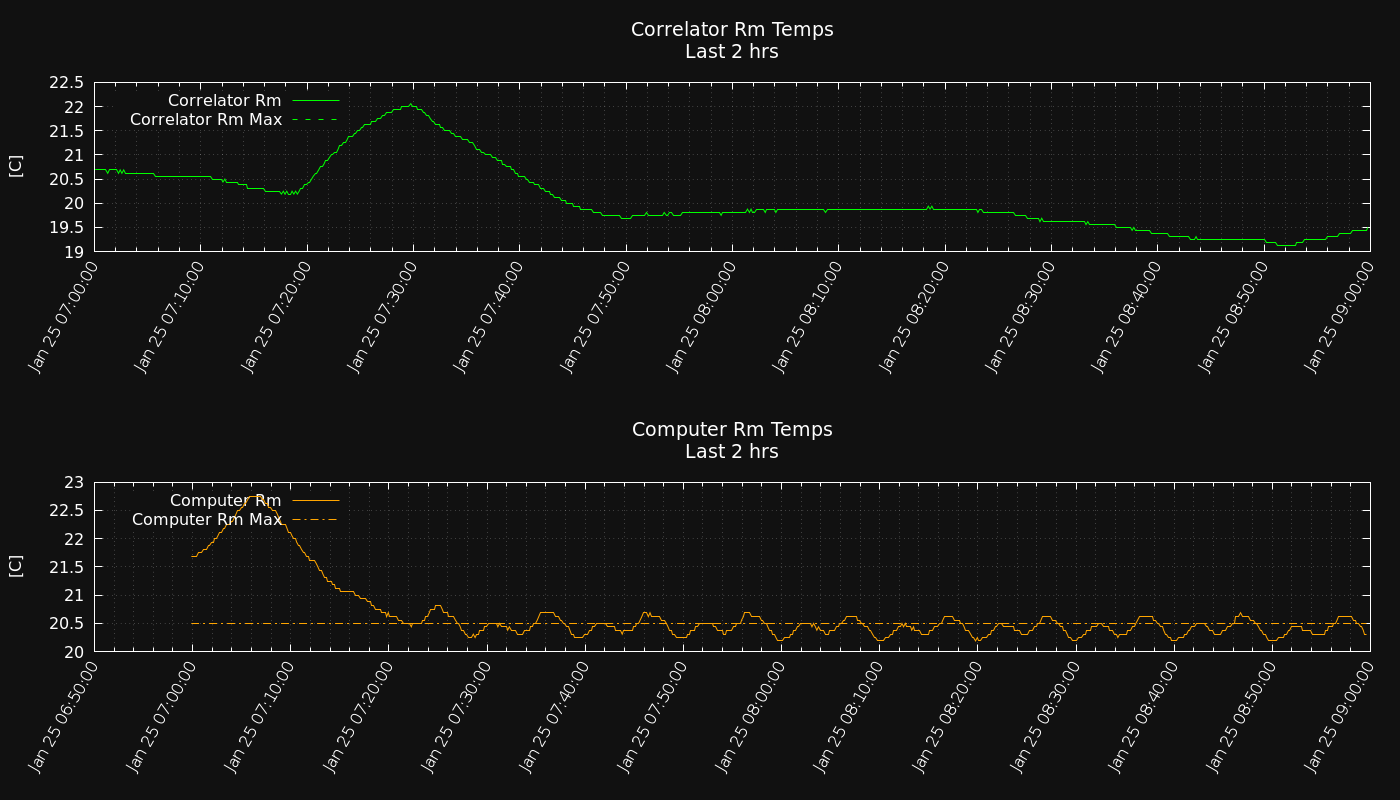 Correlator Rm Temps
Last 2 hrs
22.5
22
21.5
21
20.5
20
19.5
19
[C]
Correlator Rm
Correlator Rm Max
Jan 25 07:00:00
Jan 25 07:10:00
Jan 25 07:20:00
Jan 25 07:30:00
Jan 25 07:40:00
Jan 25 07:50:00
Jan 25 08:00:00
Jan 25 08:10:00
Jan 25 08:20:00
Jan 25 08:30:00
Jan 25 08:40:00
Jan 25 08:50:00
Jan 25 09:00:00
Computer Rm Temps
Last 2 hrs
23
22.5
22
21.5
21
20.5
20
[C]
Computer Rm
Computer Rm Max
Jan 25 06:50:00
Jan 25 07:00:00
Jan 25 07:10:00
Jan 25 07:20:00
Jan 25 07:30:00
Jan 25 07:40:00
Jan 25 07:50:00
Jan 25 08:00:00
Jan 25 08:10:00
Jan 25 08:20:00
Jan 25 08:30:00
Jan 25 08:40:00
Jan 25 08:50:00
Jan 25 09:00:00